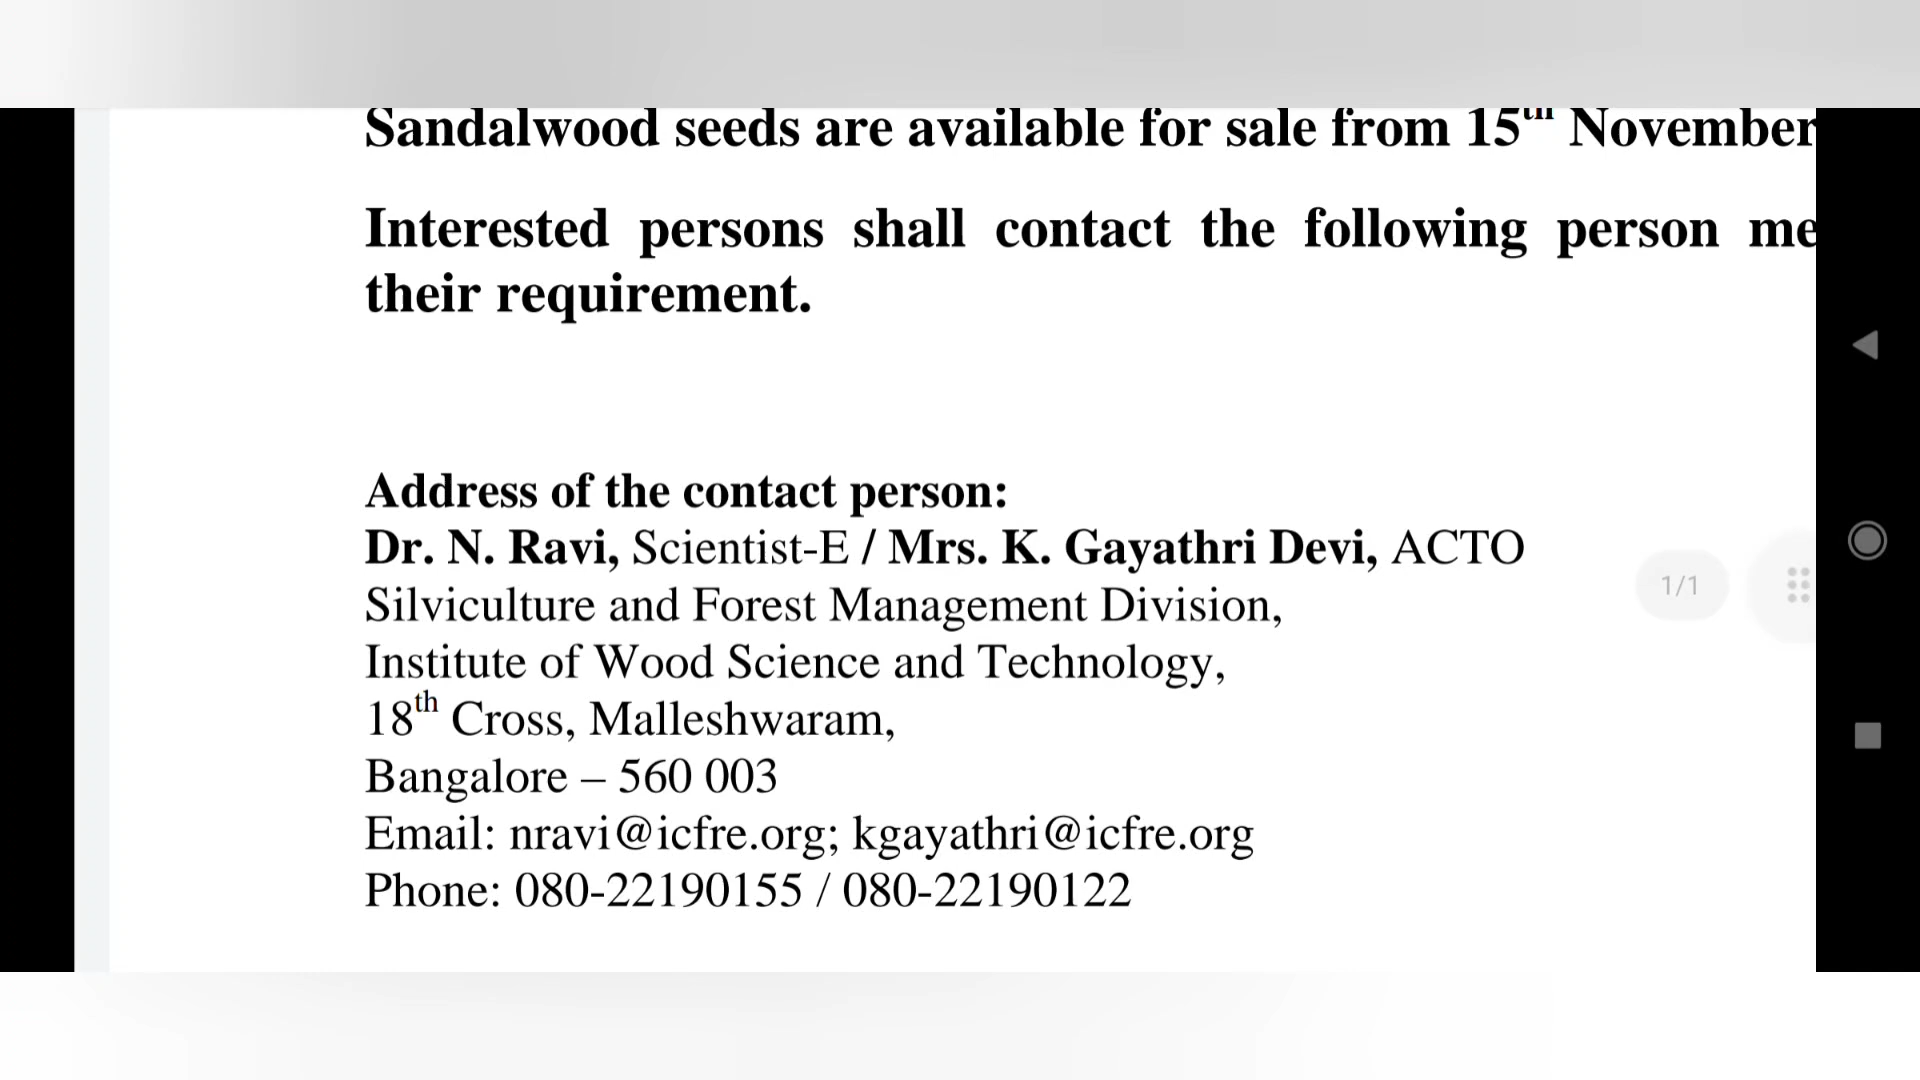 Sandalwood seeds are available for sale from 15th November
Interested persons shall contact the following person me
their requirement.
Address of the contact person:
Dr. N. Ravi, Scientist-E / Mrs. K. Gayathri Devi, ACTO
Silviculture and Forest Management Division,
Institute of Wood Science and Technology,
18th Cross, Malleshwaram,
Bangalore – 560 003
Email: nravi@icfre.org; kgayathri@icfre.org
Phone: 080-22190155 / 080-22190122
1/1